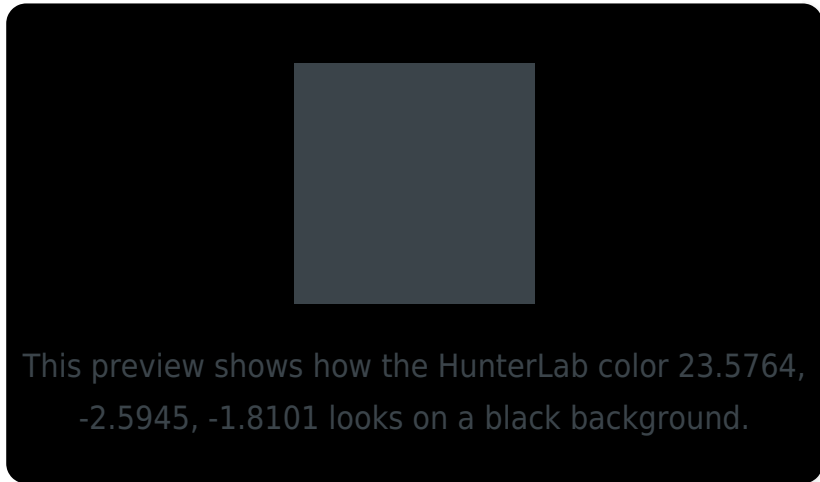 This preview shows how the HunterLab color 23.5764,
-2.5945, -1.8101 looks on a black background.